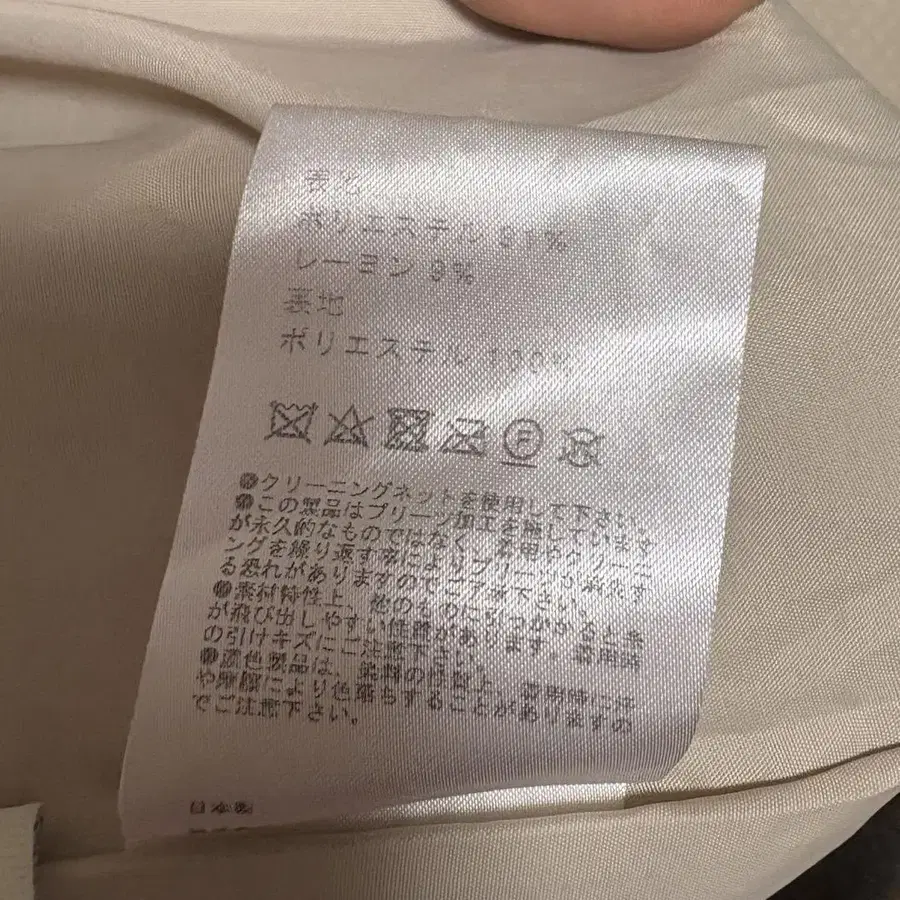 表地
ポリエステル 91%
レーヨン 9%
裏地
ポリエステル 100%
F
●クリーニングネットを使用して下さい。
●この製品はプリーツ加工を施しています
が永久的なものではなく、着用やクリーニ
ングを繰り返す事によりプリーツが消失す
る恐れがありますのでご了承下さい。
●素材特性上、他のものに引っかかると糸
が飛び出しやすい性質があります。着用時
の引けキズにご注意下さい。
●濃色製品は、染料の性質上、着用時に汗
や摩擦により色落ちすることがありますの
でご注意下さい。
日本製